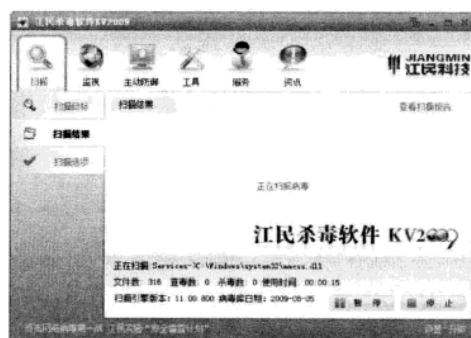 江民杀毒软件KV2009
扫描 监视 主动防御 工具 服务 资讯
JIANGMIN
江民科技
扫描目标
扫描结果
扫描选项
扫描结果
查看扫描报告
正在扫描病毒
江民杀毒软件 KV2009
正在扫描:Services->C:\Windows\system32\
文件数: 316 查毒数: 0 杀毒数: 0 使用时间: 00:00:15
扫描引擎版本: 11.00.800 病毒库日期: 2009-06-05
暂 停
停 止